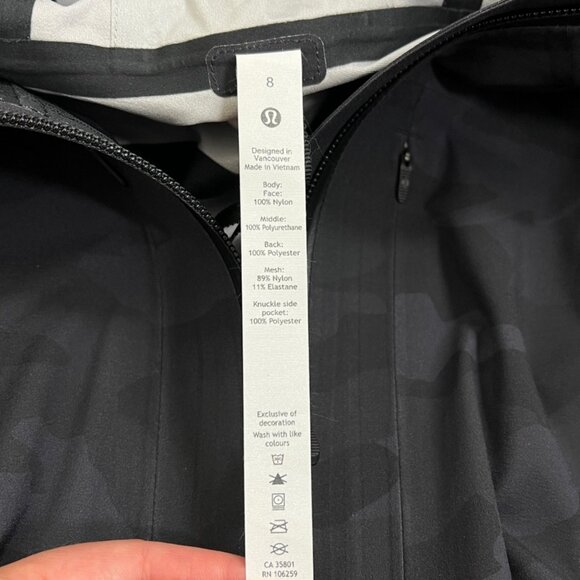 8
Designed in
Vancouver
Made in Vietnam
Body:
Face:
100% Nylon
Middle:
100% Polyurethane
Back:
100% Polyester
Mesh:
89% Nylon
11% Elastane
Knuckle side
pocket:
100% Polyester
Exclusive of
decoration
Wash with like
colours
CA 35801
RN 106259